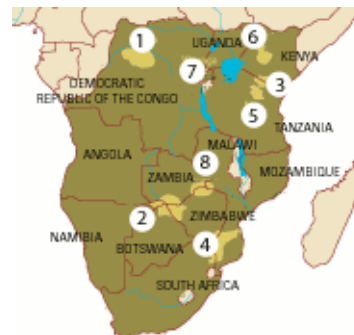 1
6
UGANDA
KENYA
7
3
DEMOCRATIC
REPUBLIC OF THE CONGO
5
TANZANIA
MALAWI
ANGOLA
8
MOZAMBIQUE
ZAMBIA
2
ZIMBABWE
NAMIBIA
4
BOTSWANA
SOUTH AFRICA